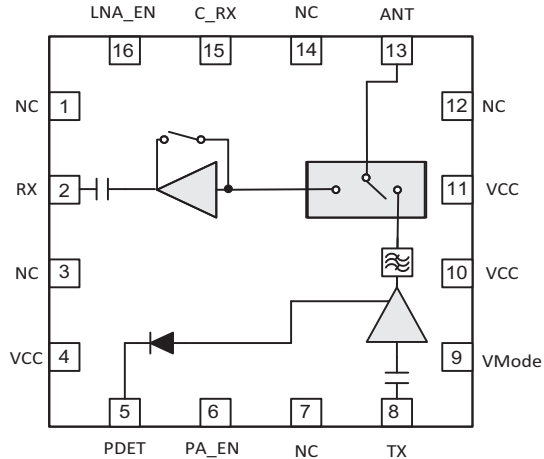 LNA_EN C_RX NC ANT
16 15 14 13
NC 1 12 NC
RX 2 11 VCC
NC 3 10 VCC
VCC 4 9 VMode
5 6 7 8
PDET PA_EN NC TX